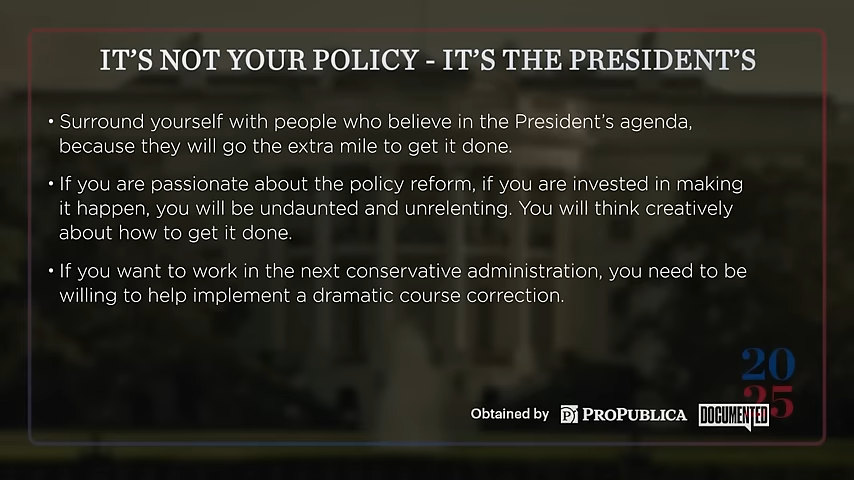 IT'S NOT YOUR POLICY - IT'S THE PRESIDENT'S
• Surround yourself with people who believe in the President's agenda,
because they will go the extra mile to get it done.
• If you are passionate about the policy reform, if you are invested in making
it happen, you will be undaunted and unrelenting. You will think creatively
about how to get it done.
• If you want to work in the next conservative administration, you need to be
willing to help implement a dramatic course correction.
20
25
Obtained by PROPUBLICA DOCUMENTED